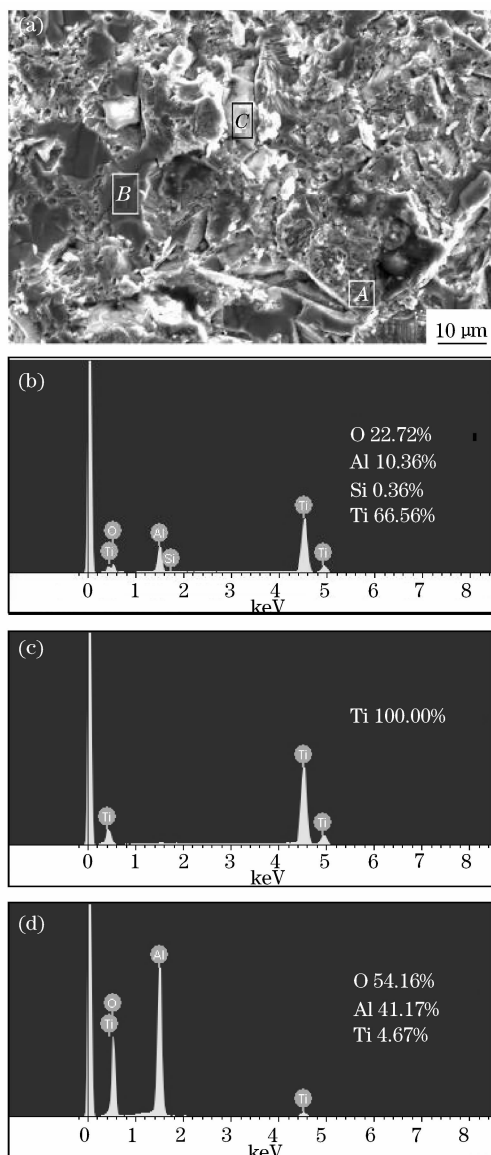 (a)
C
B
A
10 μm
(b)
O 22.72%
Al 10.36%
Si 0.36%
Ti 66.56%
Ti
O
Al
Si
Ti
Ti
0 1 2 3 4 5 6 7 8
keV
(c)
Ti 100.00%
Ti
Ti
Ti
0 1 2 3 4 5 6 7 8
keV
(d)
O 54.16%
Al 41.17%
Ti 4.67%
Al
O
Ti
Ti
0 1 2 3 4 5 6 7 8
keV